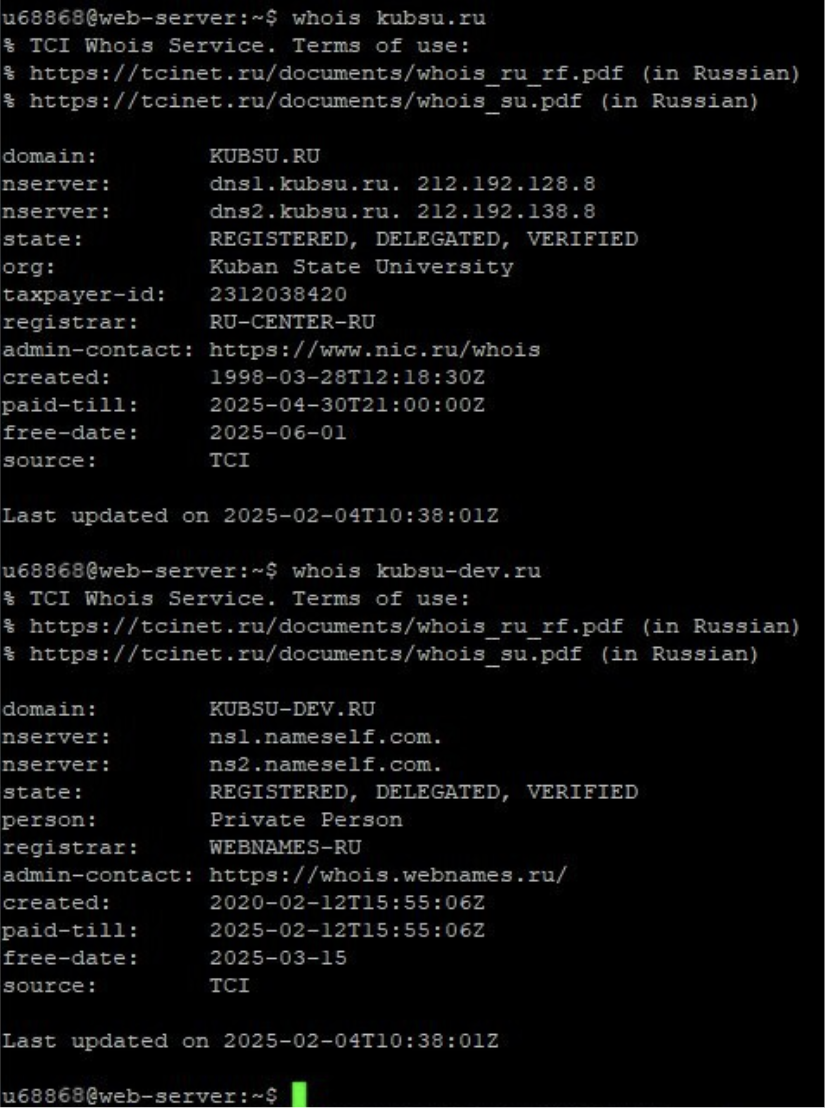 u68868@web-server:~$ whois kubsu.ru
% TCI Whois Service. Terms of use:
% https://tcinet.ru/documents/whois_ru_rf.pdf (in Russian)
% https://tcinet.ru/documents/whois_su.pdf (in Russian)

domain:        KUBSU.RU
nserver:       dns1.kubsu.ru. 212.192.128.8
nserver:       dns2.kubsu.ru. 212.192.138.8
state:         REGISTERED, DELEGATED, VERIFIED
org:           Kuban State University
taxpayer-id:   2312038420
registrar:     RU-CENTER-RU
admin-contact: https://www.nic.ru/whois
created:       1998-03-28T12:18:30Z
paid-till:     2025-04-30T21:00:00Z
free-date:     2025-06-01
source:        TCI

Last updated on 2025-02-04T10:38:01Z

u68868@web-server:~$ whois kubsu-dev.ru
% TCI Whois Service. Terms of use:
% https://tcinet.ru/documents/whois_ru_rf.pdf (in Russian)
% https://tcinet.ru/documents/whois_su.pdf (in Russian)

domain:        KUBSU-DEV.RU
nserver:       ns1.nameself.com.
nserver:       ns2.nameself.com.
state:         REGISTERED, DELEGATED, VERIFIED
person:        Private Person
registrar:     WEBNAMES-RU
admin-contact: https://whois.webnames.ru/
created:       2020-02-12T15:55:06Z
paid-till:     2025-02-12T15:55:06Z
free-date:     2025-03-15
source:        TCI

Last updated on 2025-02-04T10:38:01Z

u68868@web-server:~$